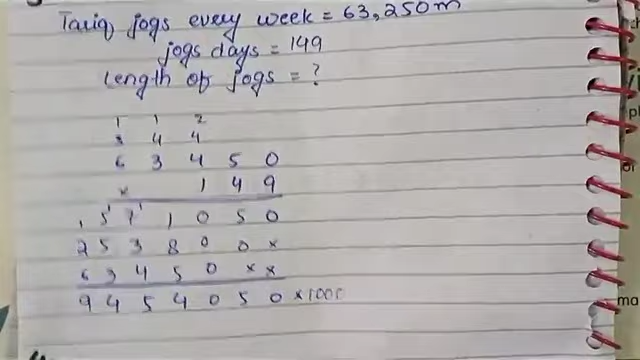 Tariq jogs every week = 63,250m
jogs days = 149
Length of jogs = ?
1 1 2
3 4 4
6 3 4 5 0
× 1 4 9
5 7 1 0 5 0
2 5 3 8 0 0 ×
6 3 4 5 0 × ×
9 4 5 4 0 5 0 × 1000
ma